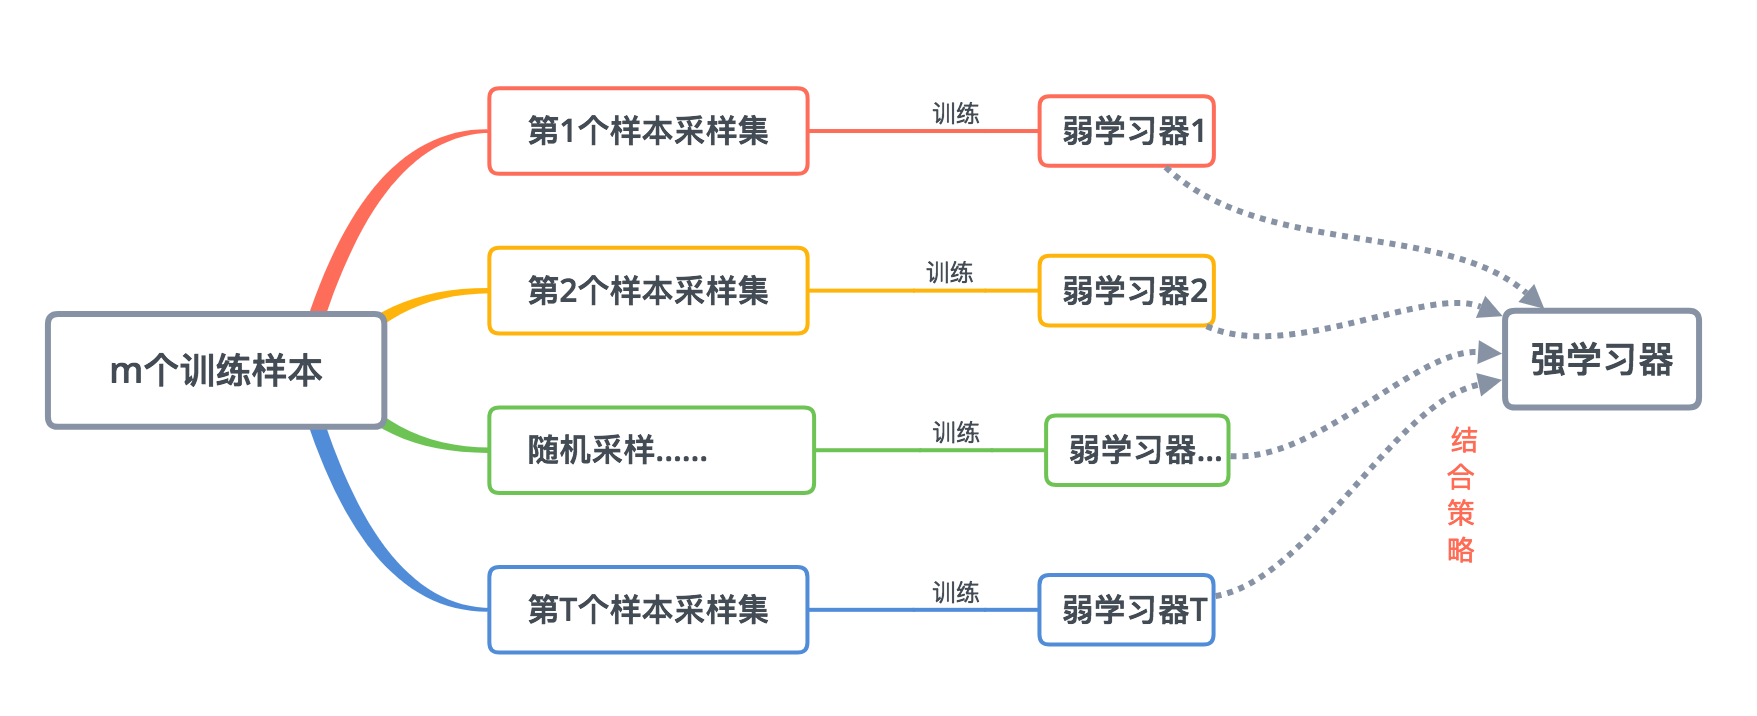 m个训练样本
第1个样本采样集
训练
弱学习器1
第2个样本采样集
训练
弱学习器2
随机采样......
训练
弱学习器...
第T个样本采样集
训练
弱学习器T
强学习器
结
合
策
略